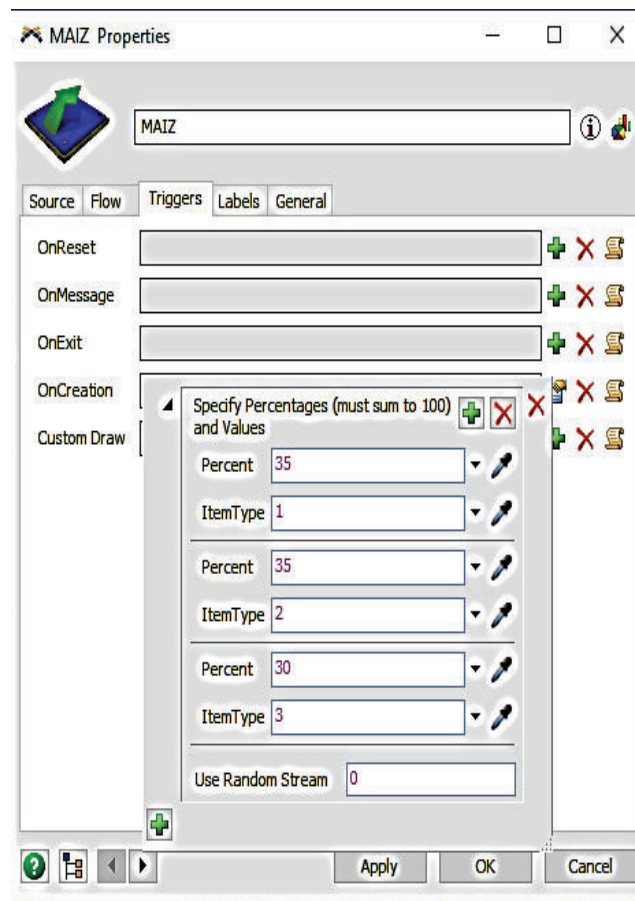 MAIZ Properties
MAIZ
Source Flow Triggers Labels General
OnReset
OnMessage
OnExit
OnCreation
Custom Draw
Specify Percentages (must sum to 100)
and Values
Percent 35
ItemType 1
Percent 35
ItemType 2
Percent 30
ItemType 3
Use Random Stream 0
Apply OK Cancel